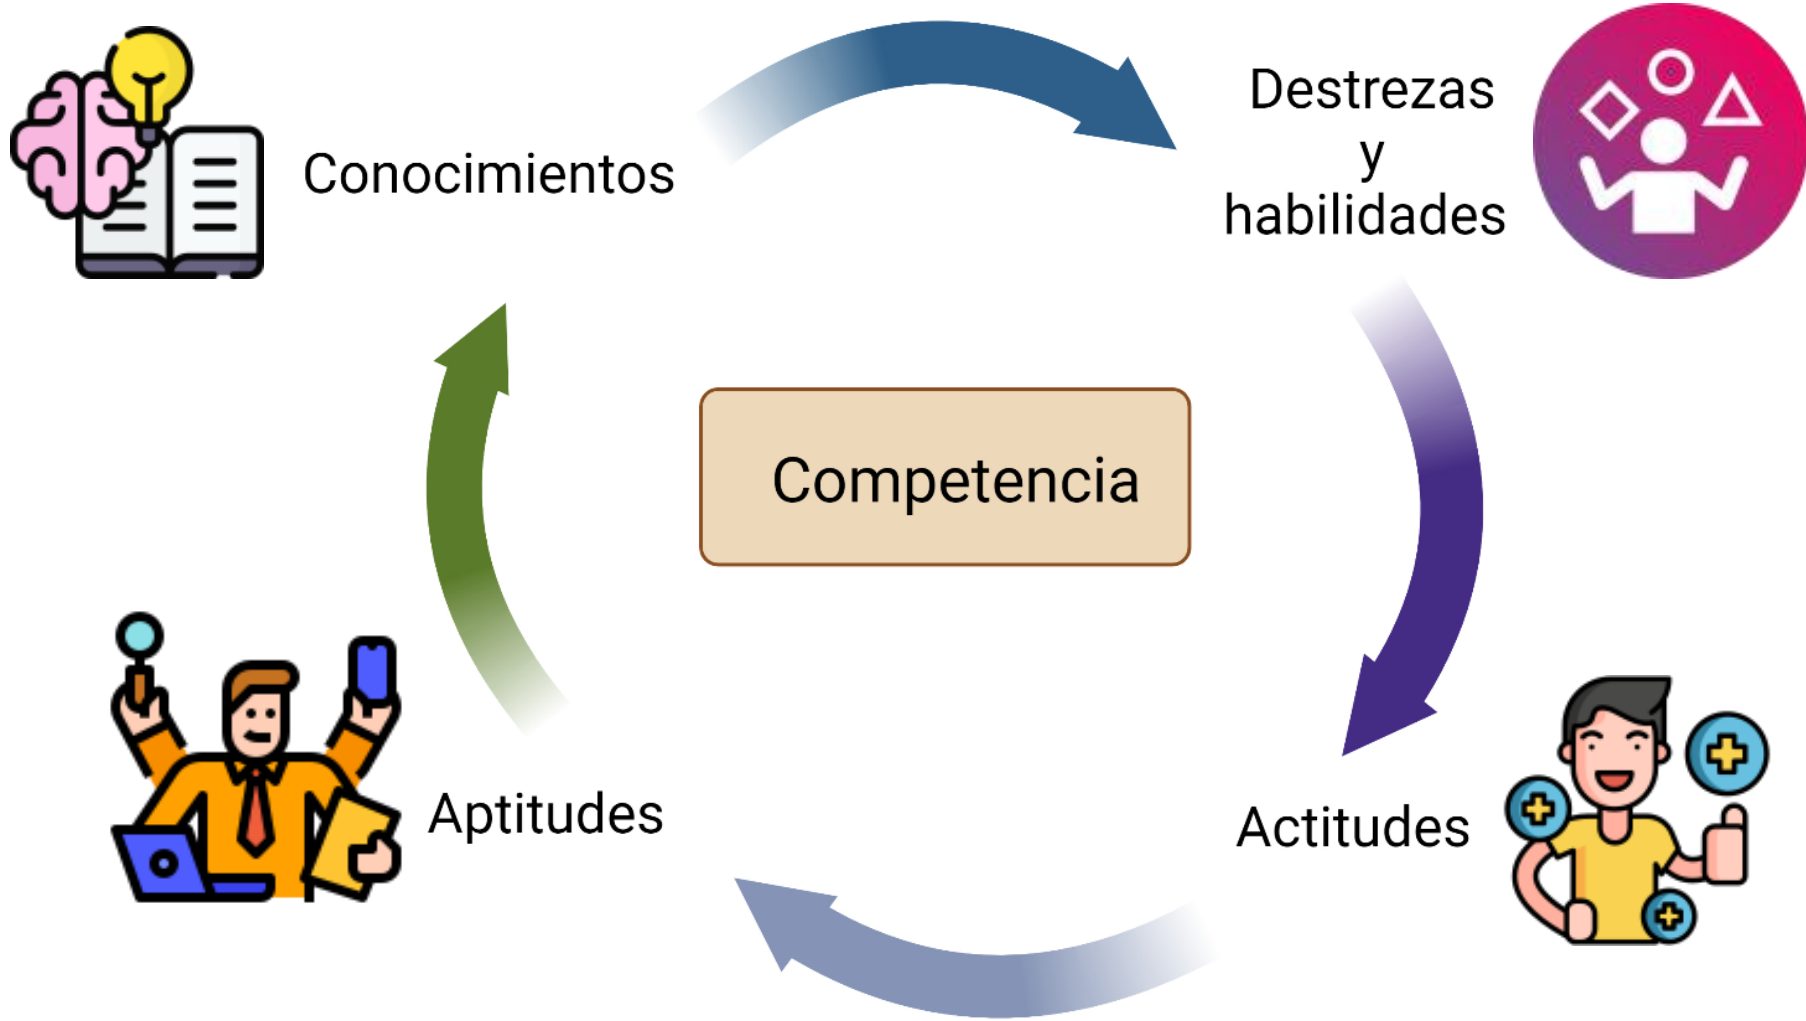 Conocimientos
Destrezas
y
habilidades
Competencia
Aptitudes
Actitudes